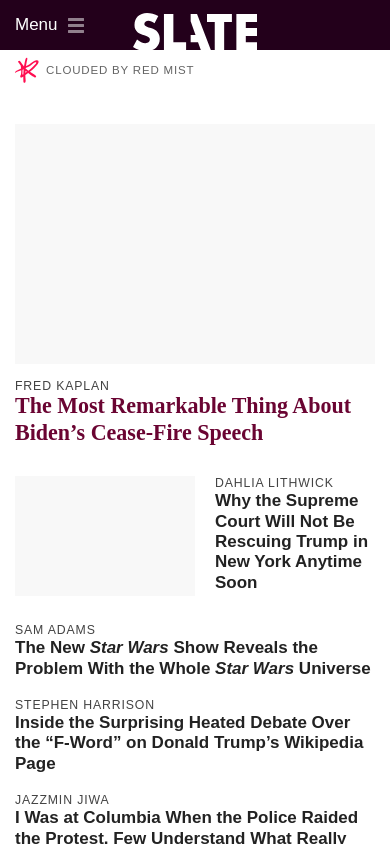 Menu
SLATE
CLOUDED BY RED MIST
FRED KAPLAN
The Most Remarkable Thing About
Biden’s Cease-Fire Speech
DAHLIA LITHWICK
Why the Supreme
Court Will Not Be
Rescuing Trump in
New York Anytime
Soon
SAM ADAMS
The New Star Wars Show Reveals the
Problem With the Whole Star Wars Universe
STEPHEN HARRISON
Inside the Surprising Heated Debate Over
the “F-Word” on Donald Trump’s Wikipedia
Page
JAZZMIN JIWA
I Was at Columbia When the Police Raided
the Protest. Few Understand What Really